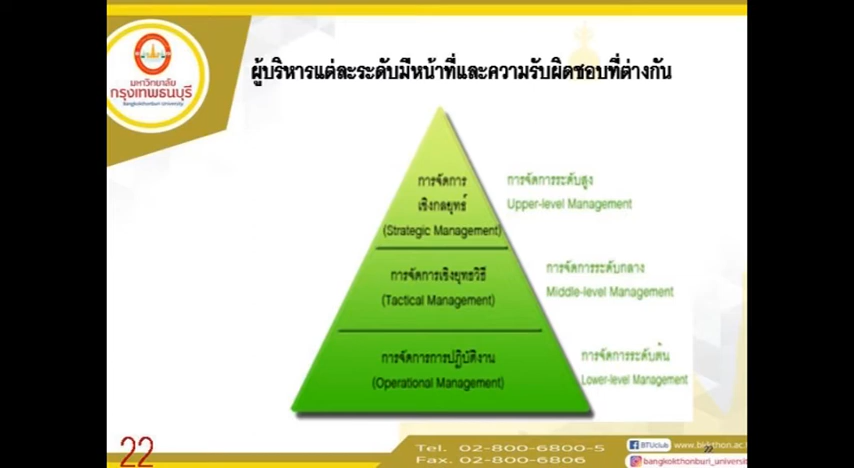 มหาวิทยาลัย
กรุงเทพธนบุรี
Bangkokthonburi University
ผู้บริหารแต่ละระดับมีหน้าที่และความรับผิดชอบที่ต่างกัน
การจัดการ
เชิงกลยุทธ์
(Strategic Management)
การจัดการระดับสูง
Upper-level Management
การจัดการเชิงยุทธวิธี
(Tactical Management)
การจัดการระดับกลาง
Middle-level Management
การจัดการการปฏิบัติงาน
(Operational Management)
การจัดการระดับต้น
Lower-level Management
22
Tel. 02-800-6800-5
Fax. 02-800-6806
BTUclub
bangkokthonburi_universit